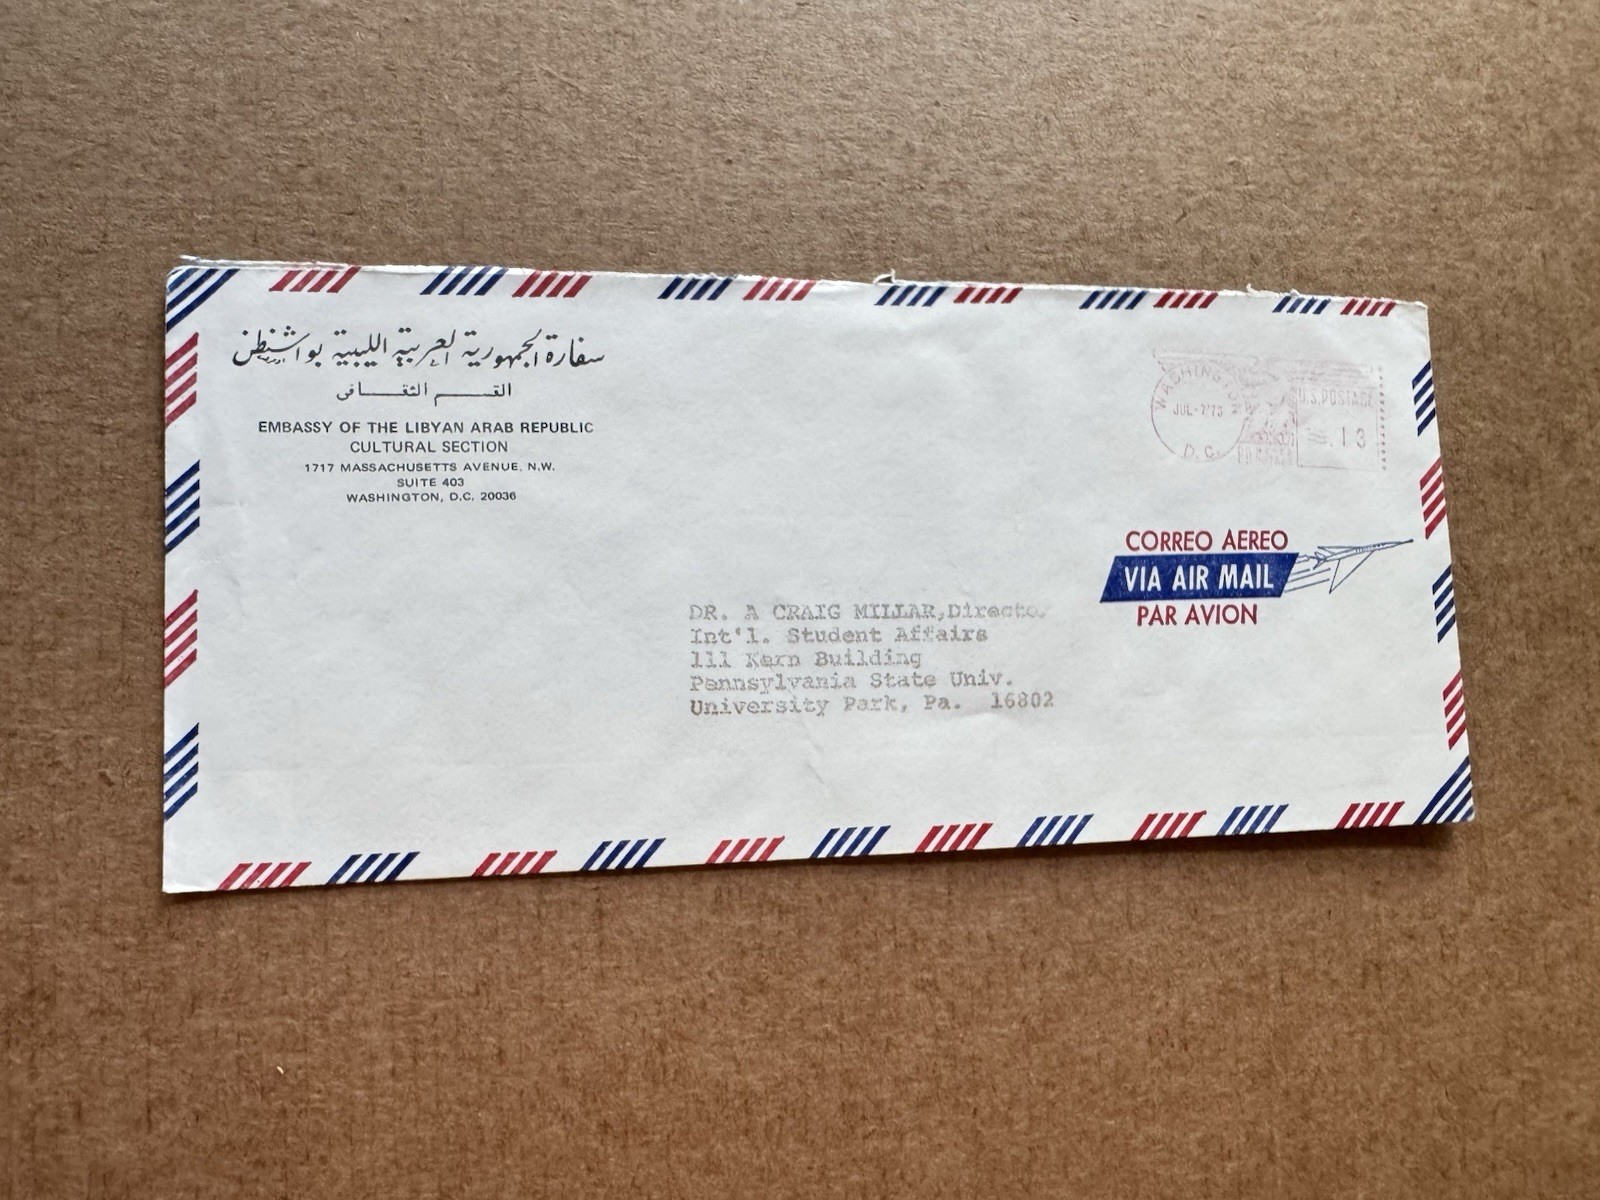 سفارة الجمهورية العربية الليبية بواشنطن
القسم الثقافى
EMBASSY OF THE LIBYAN ARAB REPUBLIC
CULTURAL SECTION
1717 MASSACHUSETTS AVENUE, N.W.
SUITE 403
WASHINGTON, D.C. 20036
WASHINGTON
D.C.
U.S. POSTAGE
.13
CORREO AEREO
VIA AIR MAIL
PAR AVION
DR. A CRAIG MILLAR,Director
Int'l. Student Affairs
111 Kern Building
Pennsylvania State Univ.
University Park, Pa. 16802